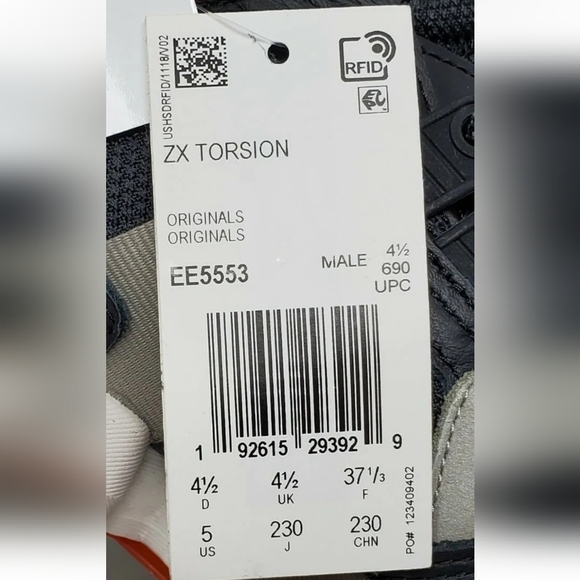 USHSDRFID/1118/V02
RFID
ZX TORSION
ORIGINALS
ORIGINALS
EE5553
MALE 4½
690
UPC
1 92615 29392 9
4½ 4½ 37 1/3
D UK F
5 230 230
US J CHN
PO# 123409402